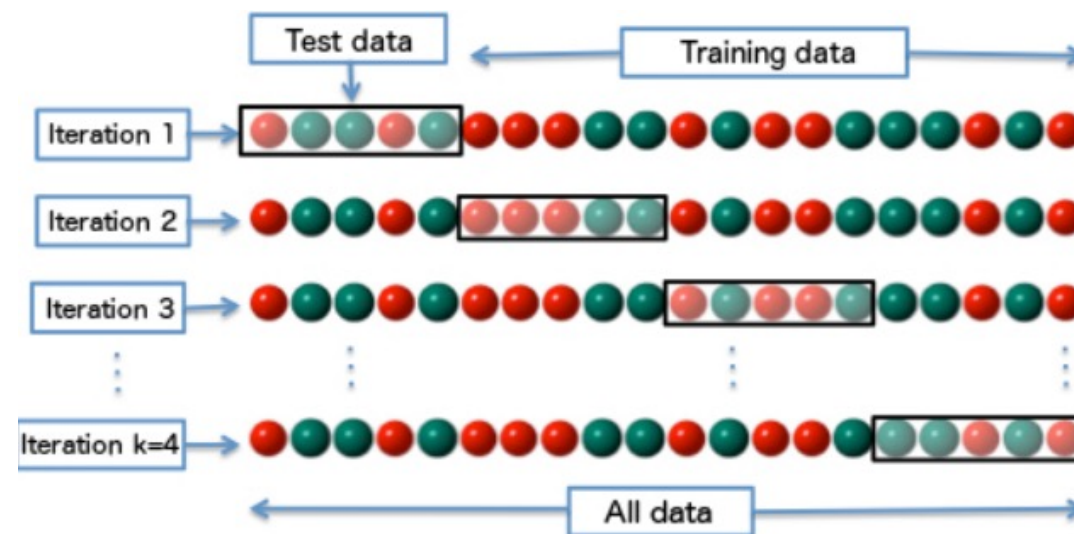 Test data
Training data
Iteration 1
Iteration 2
Iteration 3
Iteration k=4
All data